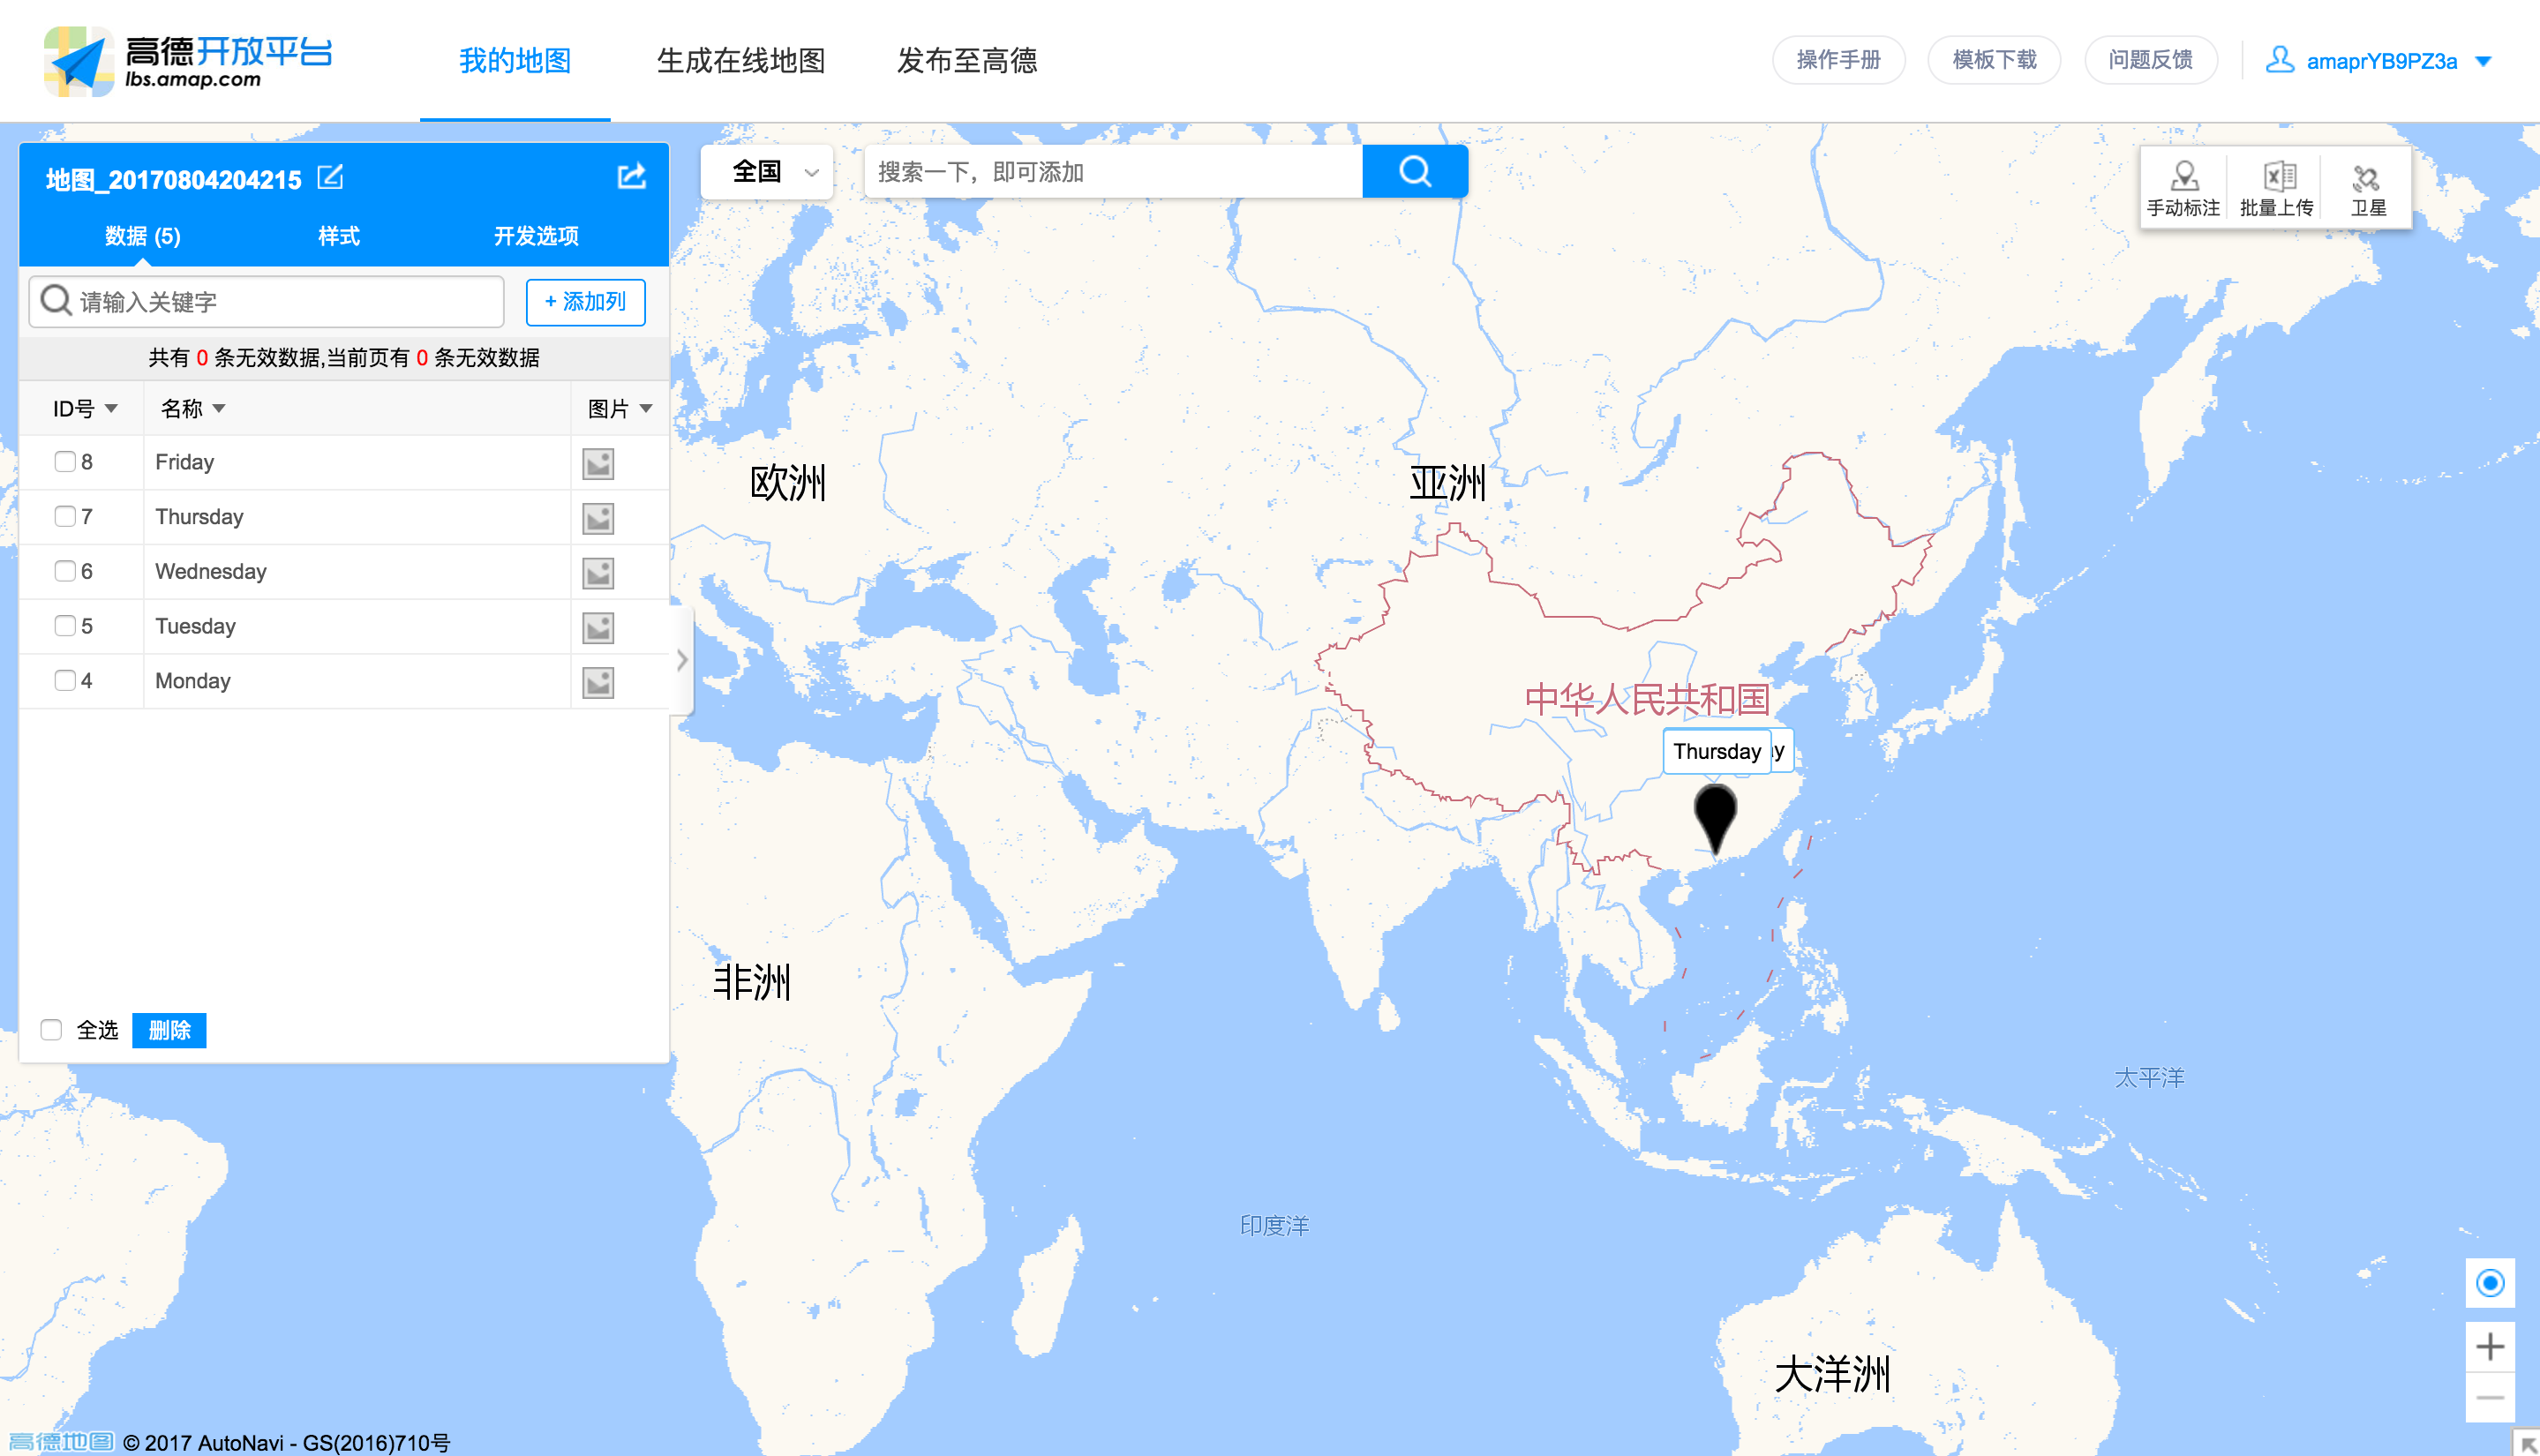 高德开放平台
lbs.amap.com
我的地图
生成在线地图
发布至高德
操作手册
模板下载
问题反馈
amaprYB9PZ3a
地图_20170804204215
数据 (5)
样式
开发选项
请输入关键字
+ 添加列
共有 0 条无效数据,当前页有 0 条无效数据
ID号
名称
图片
8 Friday
7 Thursday
6 Wednesday
5 Tuesday
4 Monday
全选
删除
全国
搜索一下，即可添加
手动标注
批量上传
卫星
欧洲
亚洲
中华人民共和国
Thursday
非洲
太平洋
印度洋
大洋洲
高德地图 © 2017 AutoNavi - GS(2016)710号